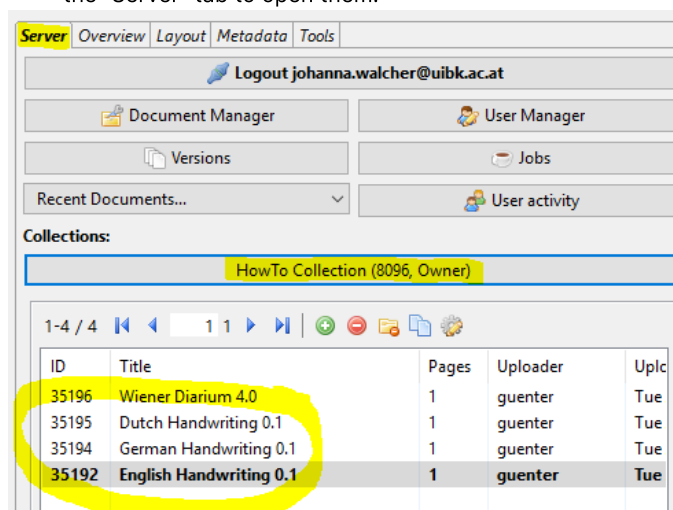 the "Server" tab to open them.
Server Overview Layout Metadata Tools
Logout johanna.walcher@uibk.ac.at
Document Manager User Manager
Versions Jobs
Recent Documents... User activity
Collections:
HowTo Collection (8096, Owner)
1-4 / 4 1 1
ID Title Pages Uploader Uplc
35196 Wiener Diarium 4.0 1 guenter Tue
35195 Dutch Handwriting 0.1 1 guenter Tue
35194 German Handwriting 0.1 1 guenter Tue
35192 English Handwriting 0.1 1 guenter Tue